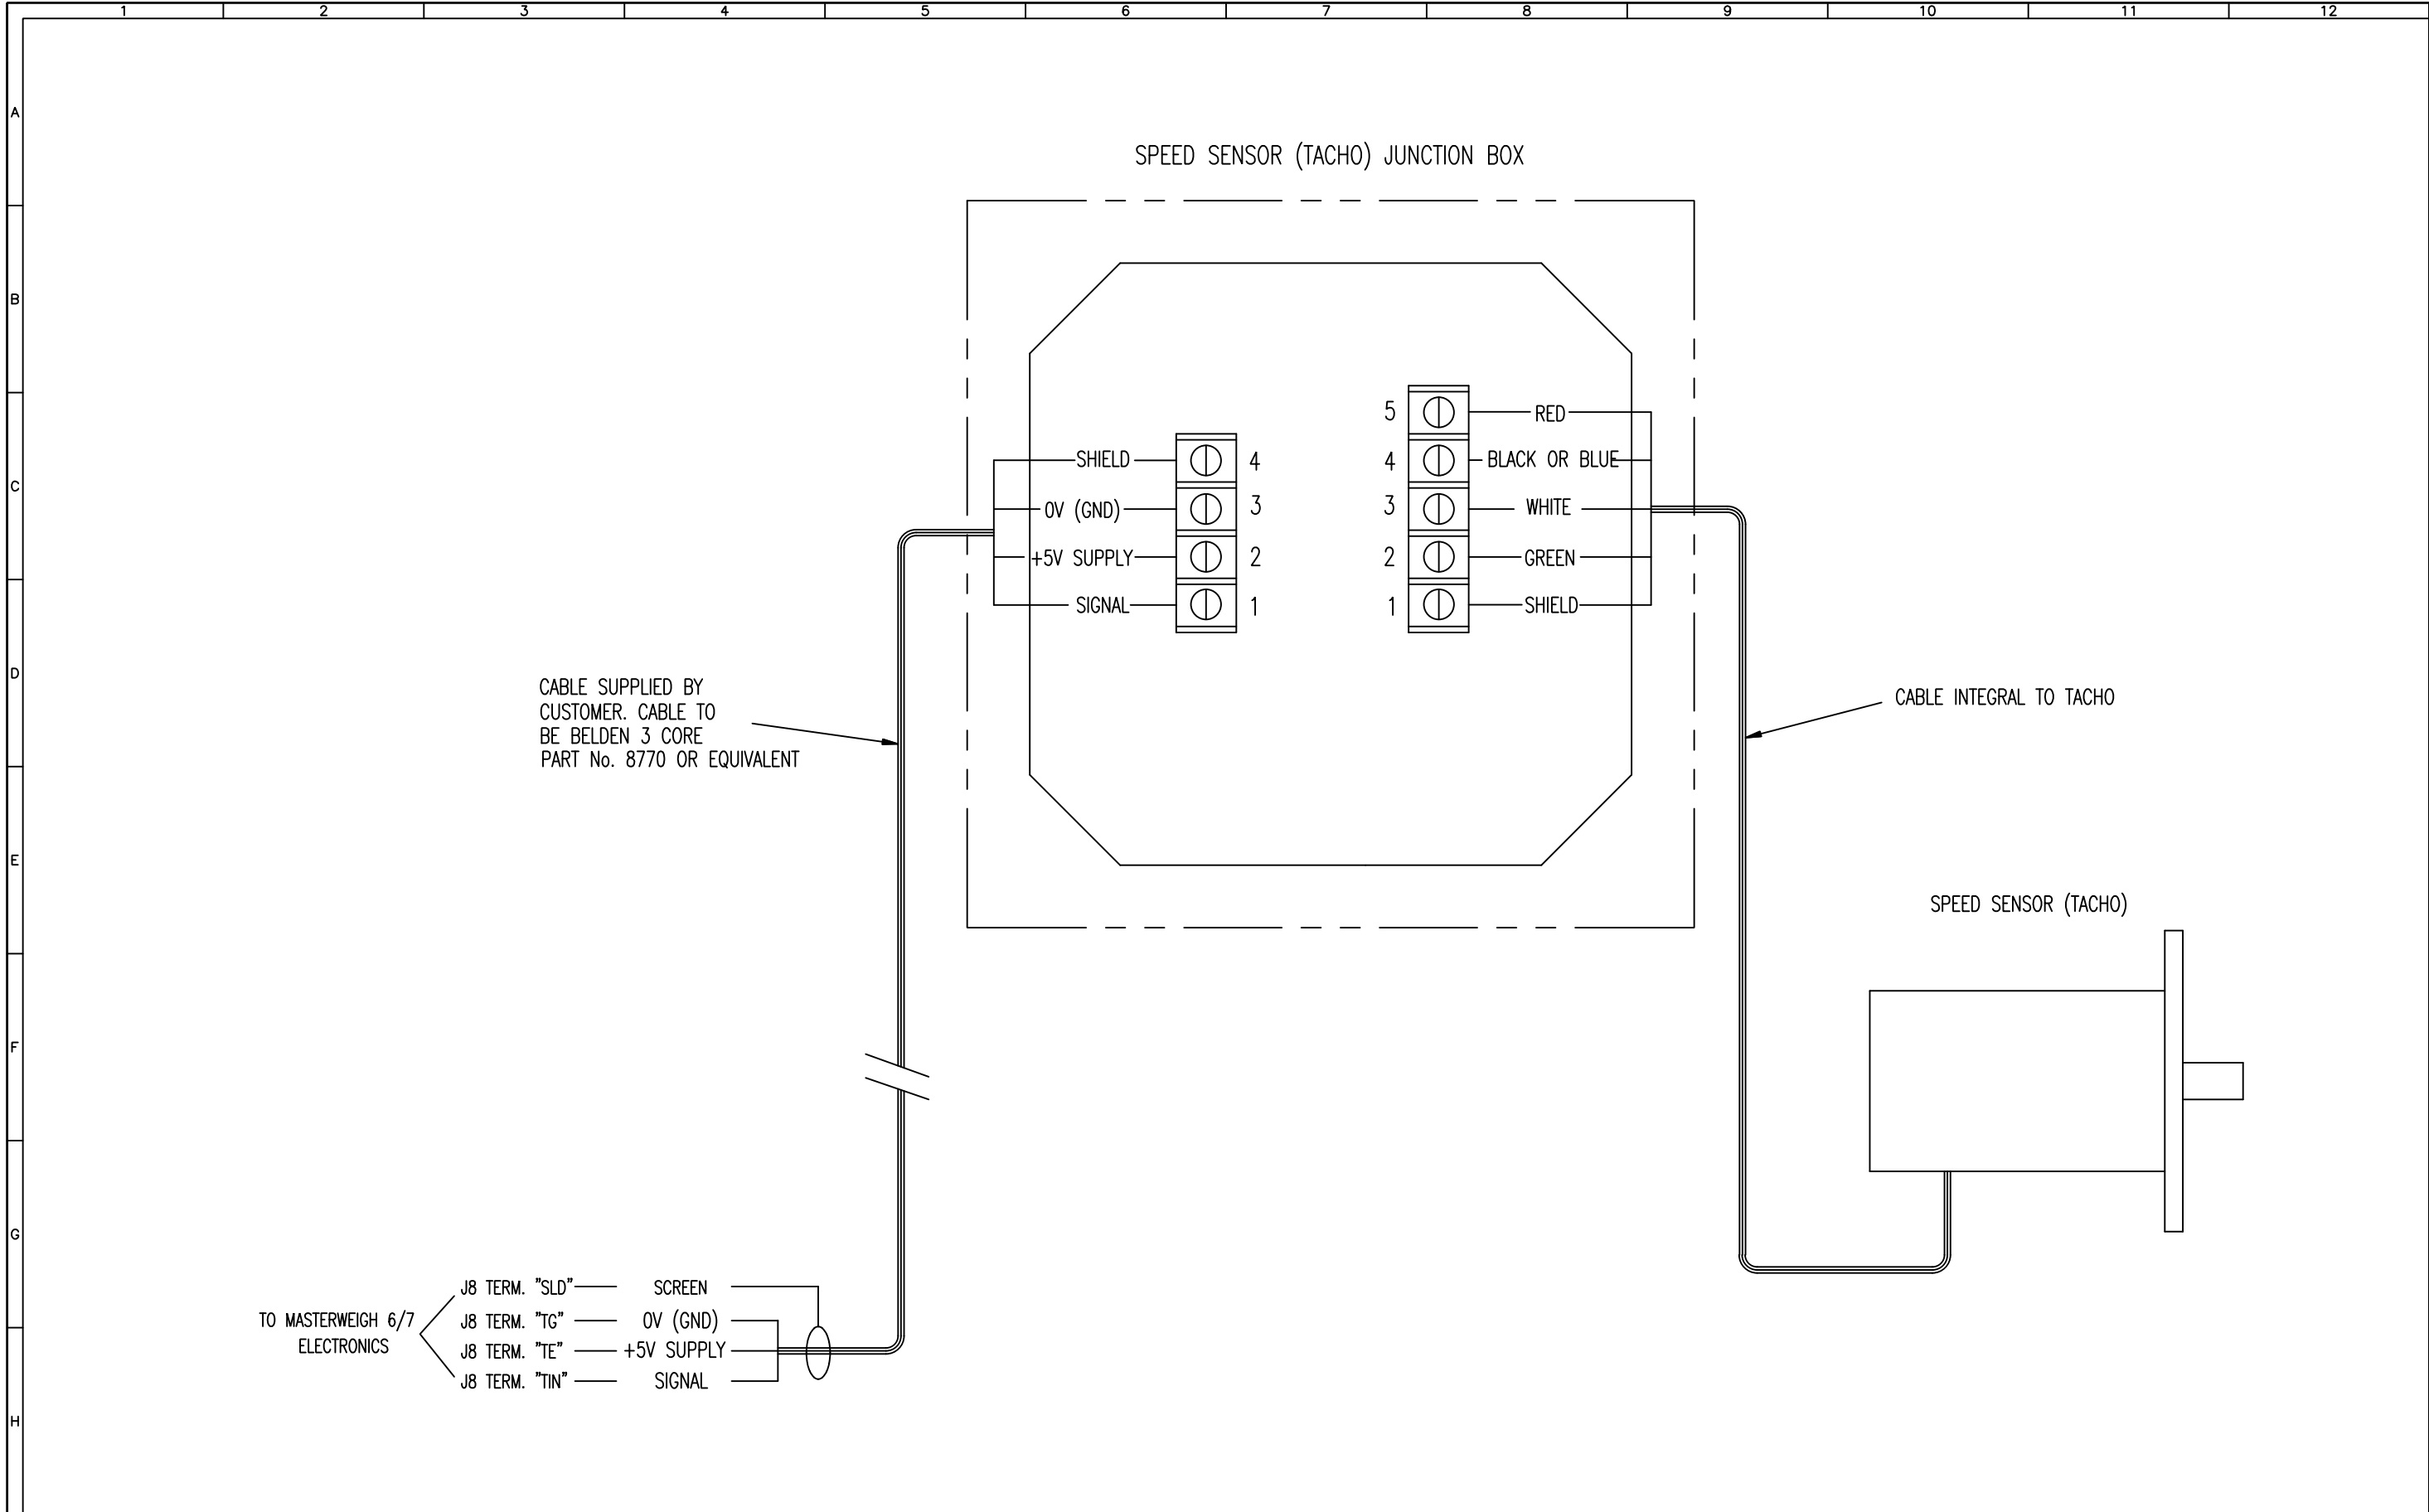 1 2 3 4 5 6 7 8 9 10 11 12
A
B
C
D
E
F
G
H
SPEED SENSOR (TACHO) JUNCTION BOX
SHIELD 4
0V (GND) 3
+5V SUPPLY 2
SIGNAL 1
5 RED
4 BLACK OR BLUE
3 WHITE
2 GREEN
1 SHIELD
CABLE SUPPLIED BY
CUSTOMER. CABLE TO
BE BELDEN 3 CORE
PART No. 8770 OR EQUIVALENT
CABLE INTEGRAL TO TACHO
SPEED SENSOR (TACHO)
TO MASTERWEIGH 6/7
ELECTRONICS
J8 TERM. "SLD" SCREEN
J8 TERM. "TG" 0V (GND)
J8 TERM. "TE" +5V SUPPLY
J8 TERM. "TIN" SIGNAL